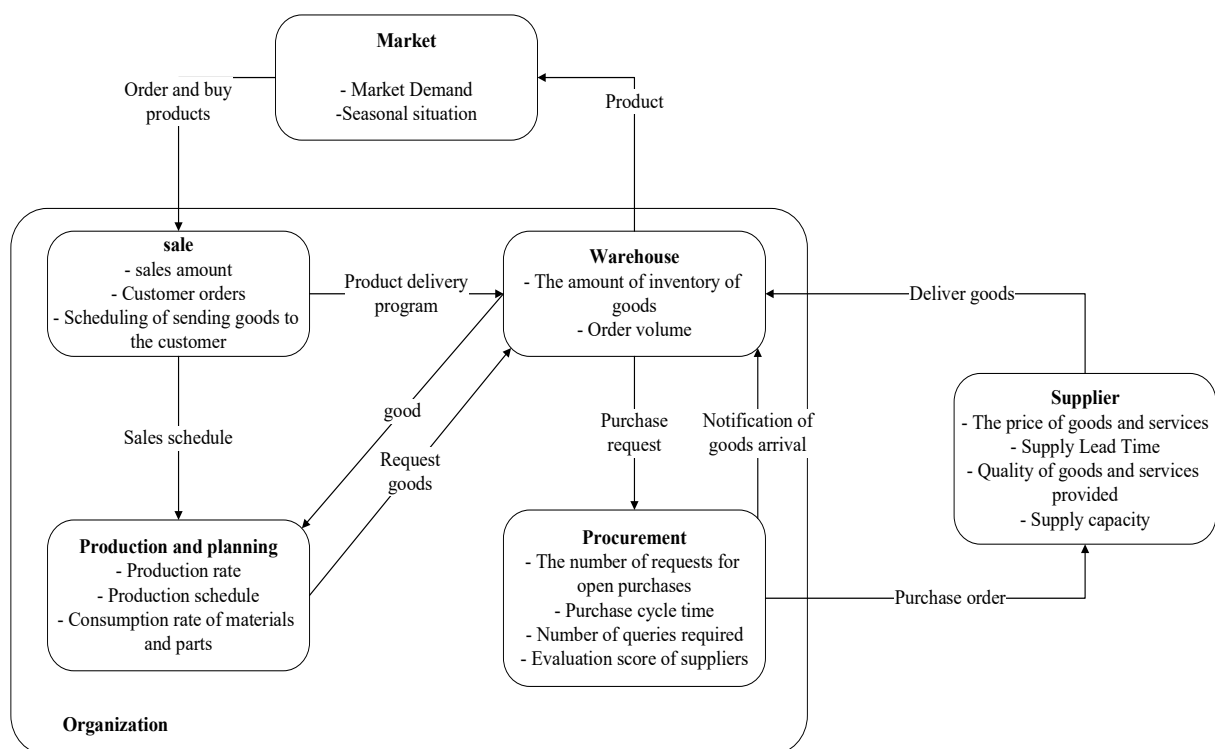 Market
- Market Demand
-Seasonal situation
Order and buy
products
Product
sale
- sales amount
- Customer orders
- Scheduling of sending goods to
the customer
Product delivery
program
Warehouse
- The amount of inventory of
goods
- Order volume
Deliver goods
good
Request
goods
Sales schedule
Purchase
request
Notification of
goods arrival
Supplier
- The price of goods and services
- Supply Lead Time
- Quality of goods and services
provided
- Supply capacity
Production and planning
- Production rate
- Production schedule
- Consumption rate of materials
and parts
Procurement
- The number of requests for
open purchases
- Purchase cycle time
- Number of queries required
- Evaluation score of suppliers
Purchase order
Organization